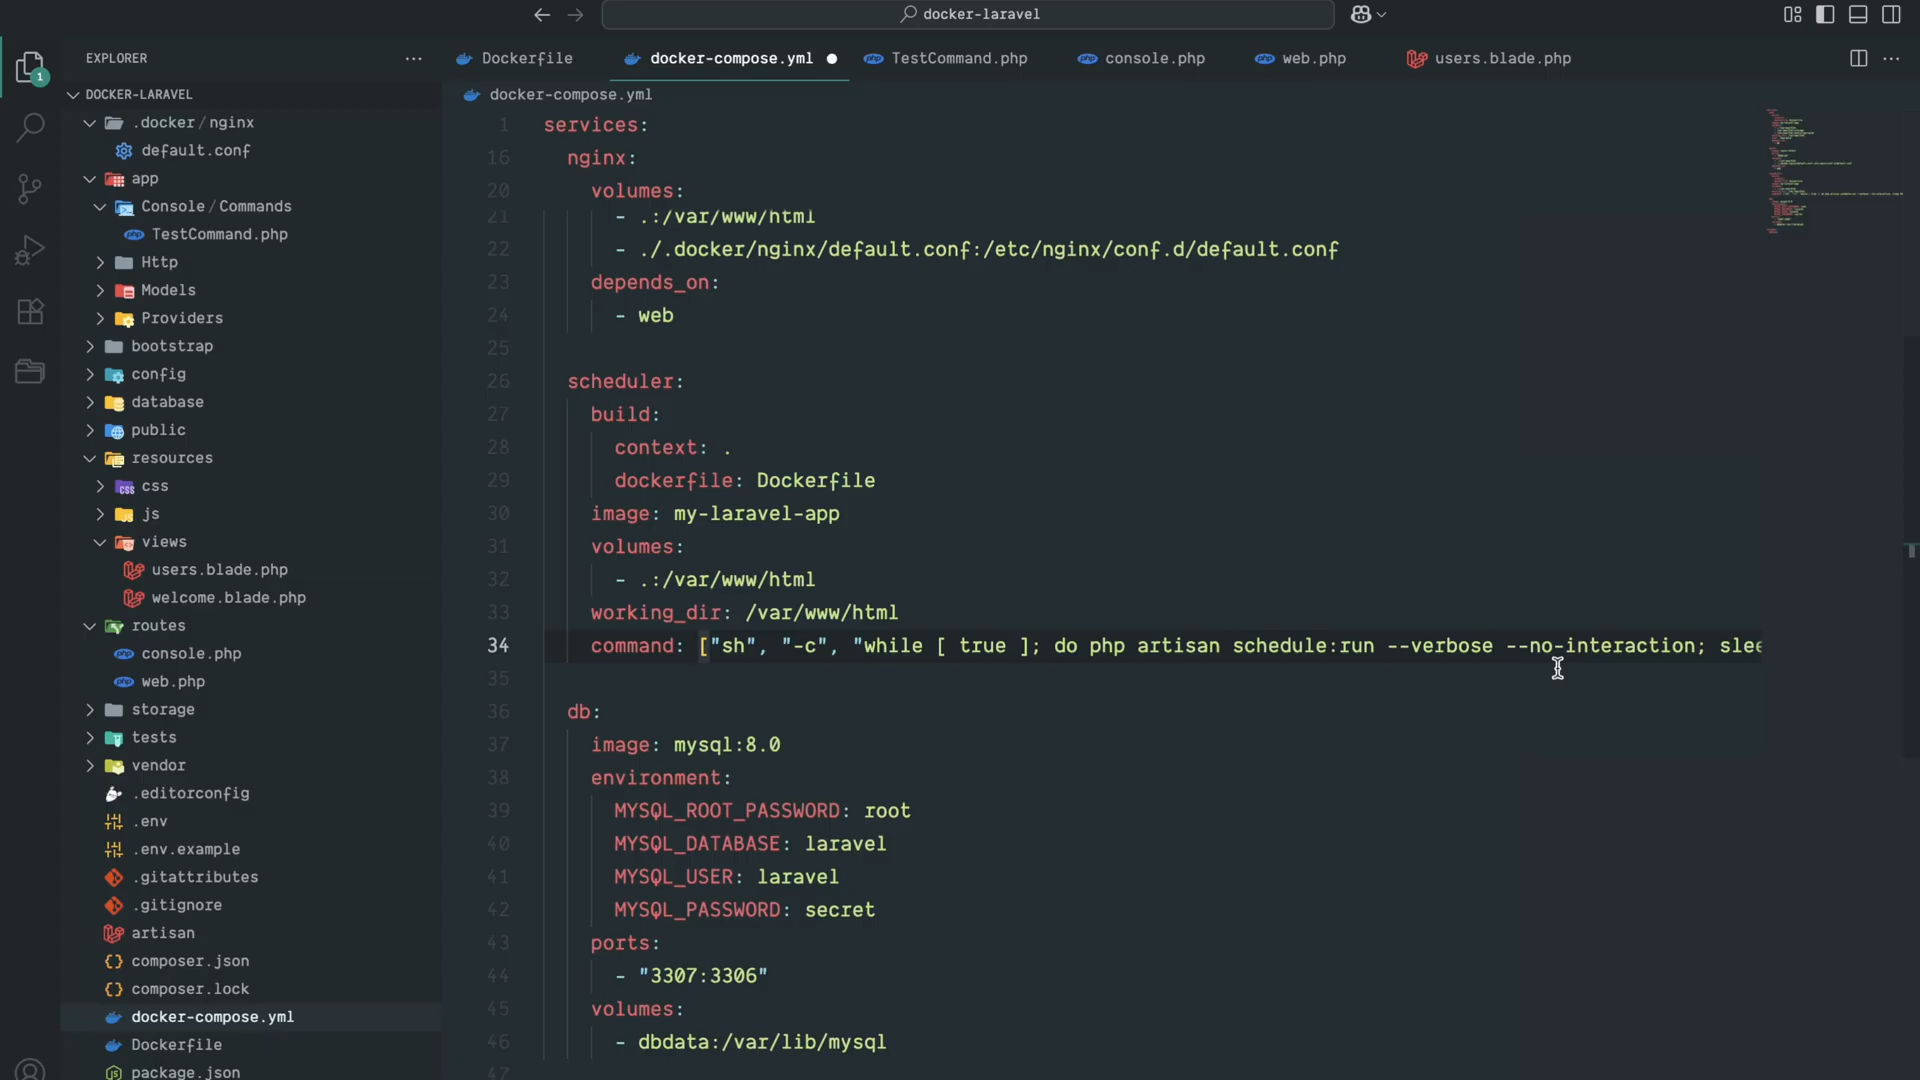 docker-laravel
EXPLORER
Dockerfile
docker-compose.yml
TestCommand.php
console.php
web.php
users.blade.php
1
DOCKER-LARAVEL
.docker / nginx
default.conf
app
Console / Commands
TestCommand.php
Http
Models
Providers
bootstrap
config
database
public
resources
css
js
views
users.blade.php
welcome.blade.php
routes
console.php
web.php
storage
tests
vendor
.editorconfig
.env
.env.example
.gitattributes
.gitignore
artisan
composer.json
composer.lock
docker-compose.yml
Dockerfile
package.json
docker-compose.yml
1 services:
16 nginx:
20 volumes:
21 - .:/var/www/html
22 - ./.docker/nginx/default.conf:/etc/nginx/conf.d/default.conf
23 depends_on:
24 - web
25
26 scheduler:
27 build:
28 context: .
29 dockerfile: Dockerfile
30 image: my-laravel-app
31 volumes:
32 - .:/var/www/html
33 working_dir: /var/www/html
34 command: ["sh", "-c", "while [ true ]; do php artisan schedule:run --verbose --no-interaction; slee
35
36 db:
37 image: mysql:8.0
38 environment:
39 MYSQL_ROOT_PASSWORD: root
40 MYSQL_DATABASE: laravel
41 MYSQL_USER: laravel
42 MYSQL_PASSWORD: secret
43 ports:
44 - "3307:3306"
45 volumes:
46 - dbdata:/var/lib/mysql
47